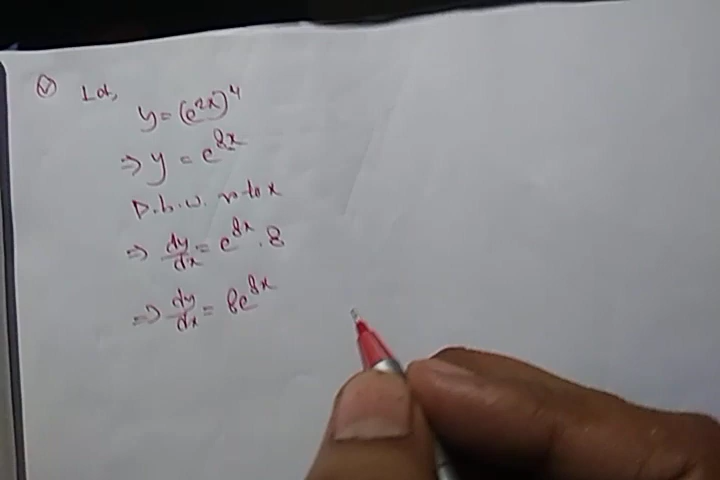 (v) Let,
y = (e^{2x})^4
⇒ y = e^{8x}
D.b.w. r. to x
⇒ dy/dx = e^{8x} . 8
⇒ dy/dx = 8e^{8x}